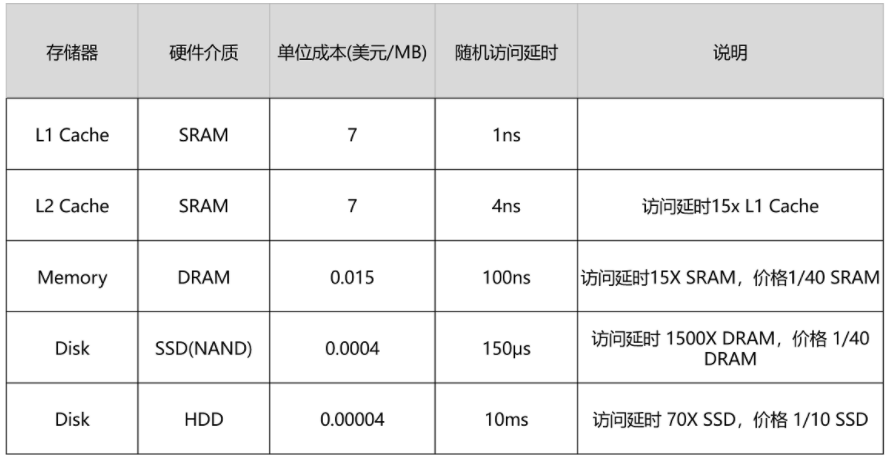 存储器 硬件介质 单位成本(美元/MB) 随机访问延时 说明
L1 Cache SRAM 7 1ns
L2 Cache SRAM 7 4ns 访问延时15x L1 Cache
Memory DRAM 0.015 100ns 访问延时15X SRAM，价格1/40 SRAM
Disk SSD(NAND) 0.0004 150μs 访问延时 1500X DRAM，价格 1/40
DRAM
Disk HDD 0.00004 10ms 访问延时 70X SSD，价格 1/10 SSD